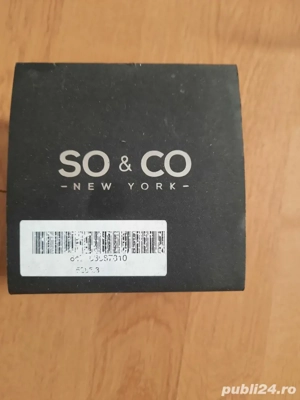 SO & CO
- NEW YORK -
publi24.ro